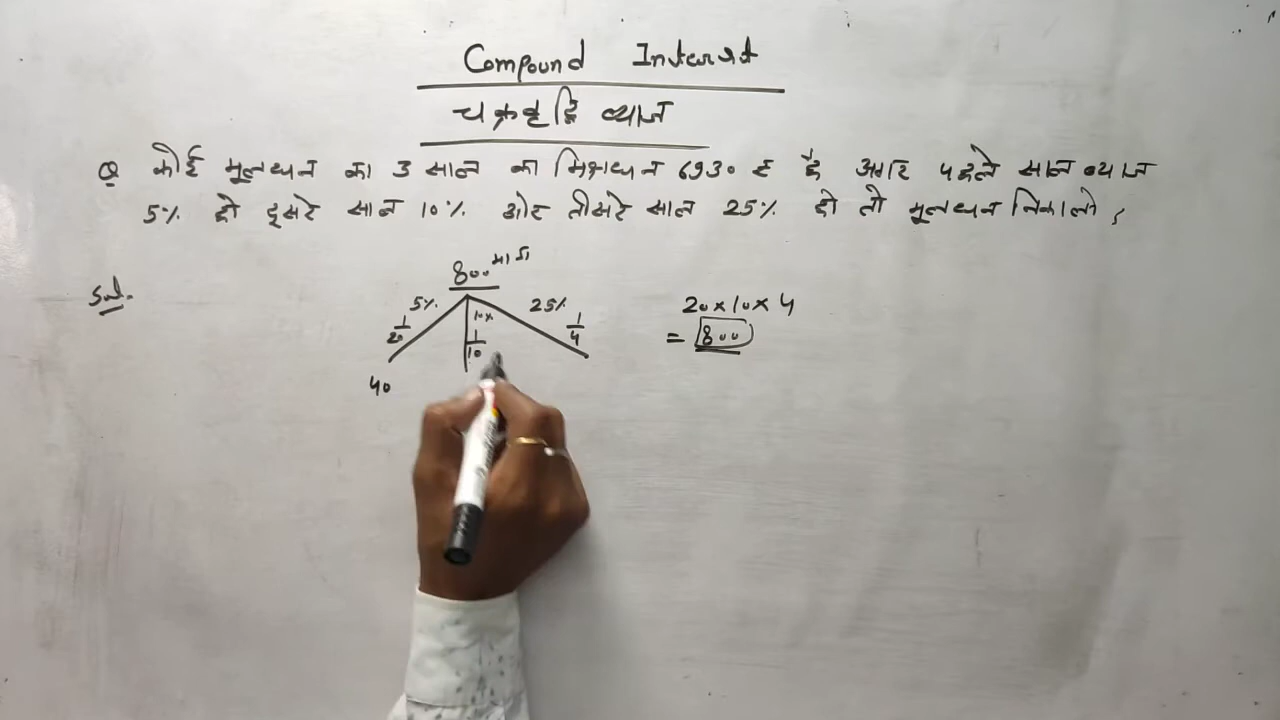 Compound Interest
चक्रवृद्धि व्याज
Q कोई मूलधन का 3 साल का मिश्रधन 6930 रु है अगर पहले साल व्याज
5% हो दूसरे साल 10% और तीसरे साल 25% हो तो मूलधन निकालो,
Sol.
800 माना
5% 10% 25%
1/20 1/10 1/4
40
20×10×4
= 800